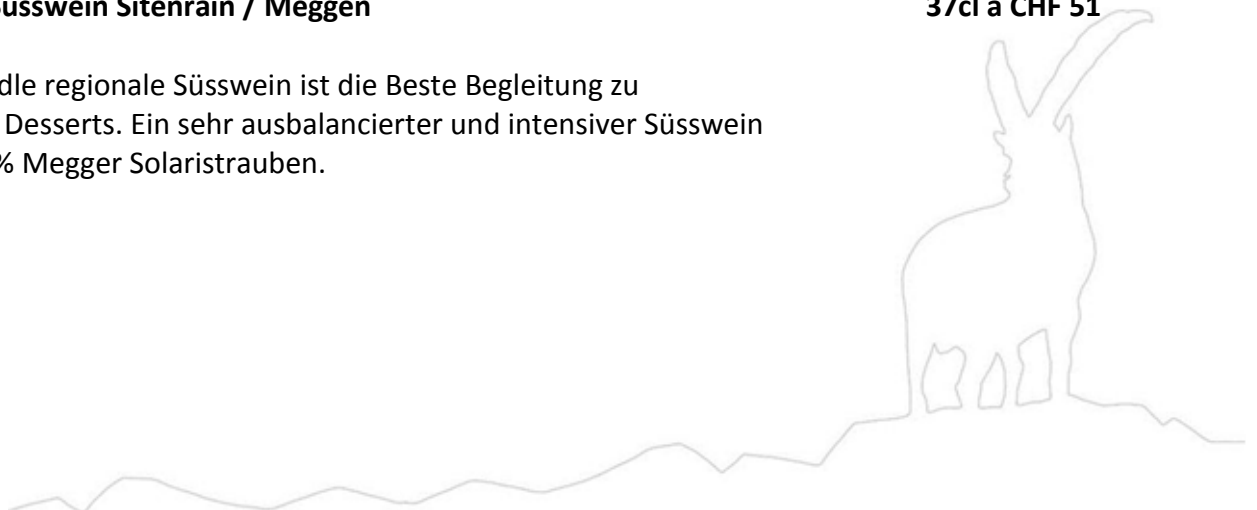 Süsswein Sitenrain / Meggen 37cl à CHF 51
dle regionale Süsswein ist die Beste Begleitung zu
Desserts. Ein sehr ausbalancierter und intensiver Süsswein
% Megger Solaristrauben.